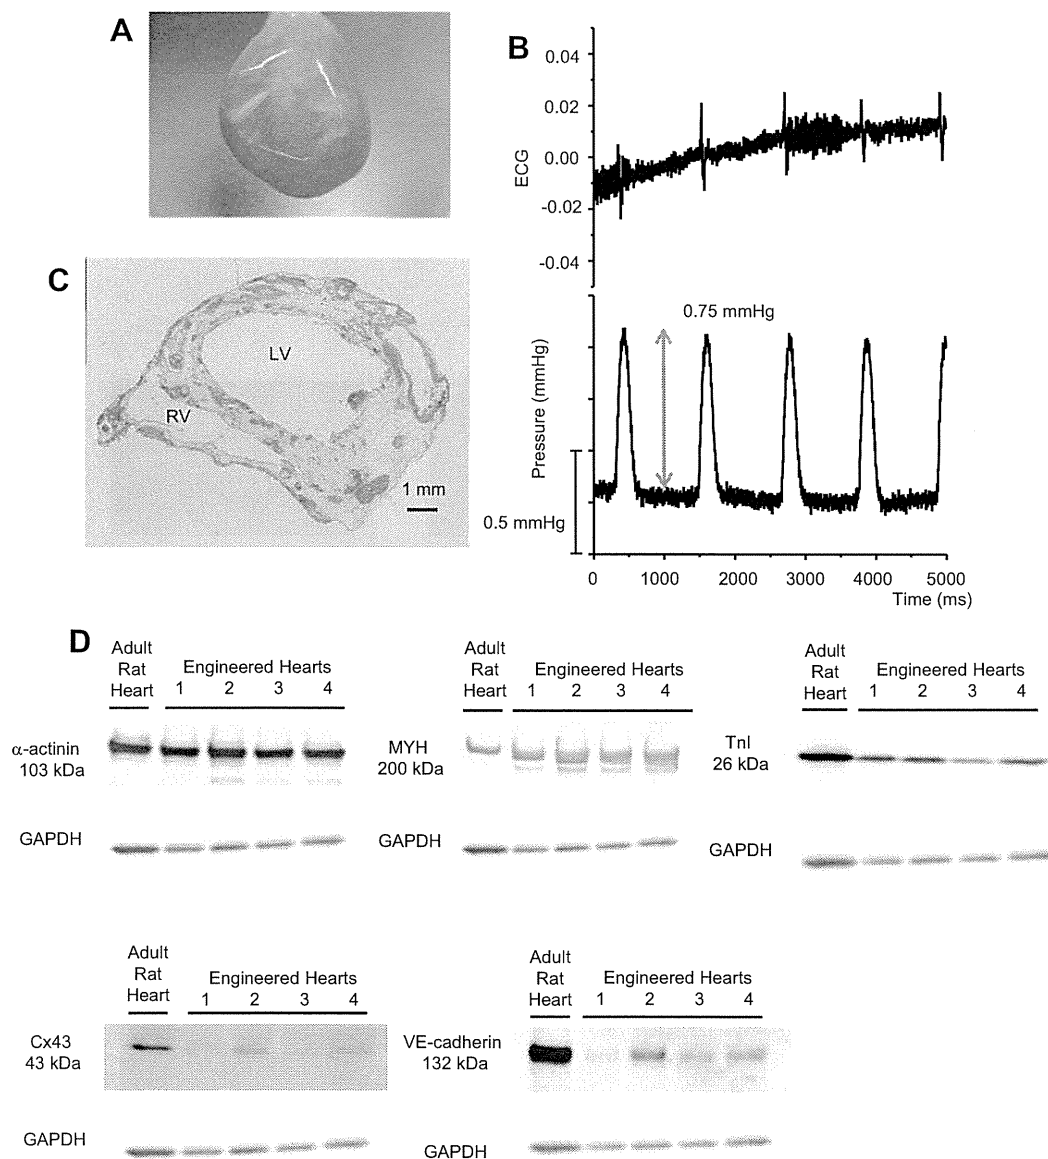 A
B
0.04
0.02
0.00
-0.02
-0.04
ECG
C
LV
RV
1 mm
0.75 mmHg
Pressure (mmHg)
0.5 mmHg
0 1000 2000 3000 4000 5000
Time (ms)
D
Adult
Rat
Heart
Engineered Hearts
1 2 3 4
α-actinin
103 kDa
GAPDH
Adult
Rat
Heart
Engineered Hearts
1 2 3 4
MYH
200 kDa
GAPDH
Adult
Rat
Heart
Engineered Hearts
1 2 3 4
TnI
26 kDa
GAPDH
Adult
Rat
Heart
Engineered Hearts
1 2 3 4
Cx43
43 kDa
GAPDH
Adult
Rat
Heart
Engineered Hearts
1 2 3 4
VE-cadherin
132 kDa
GAPDH